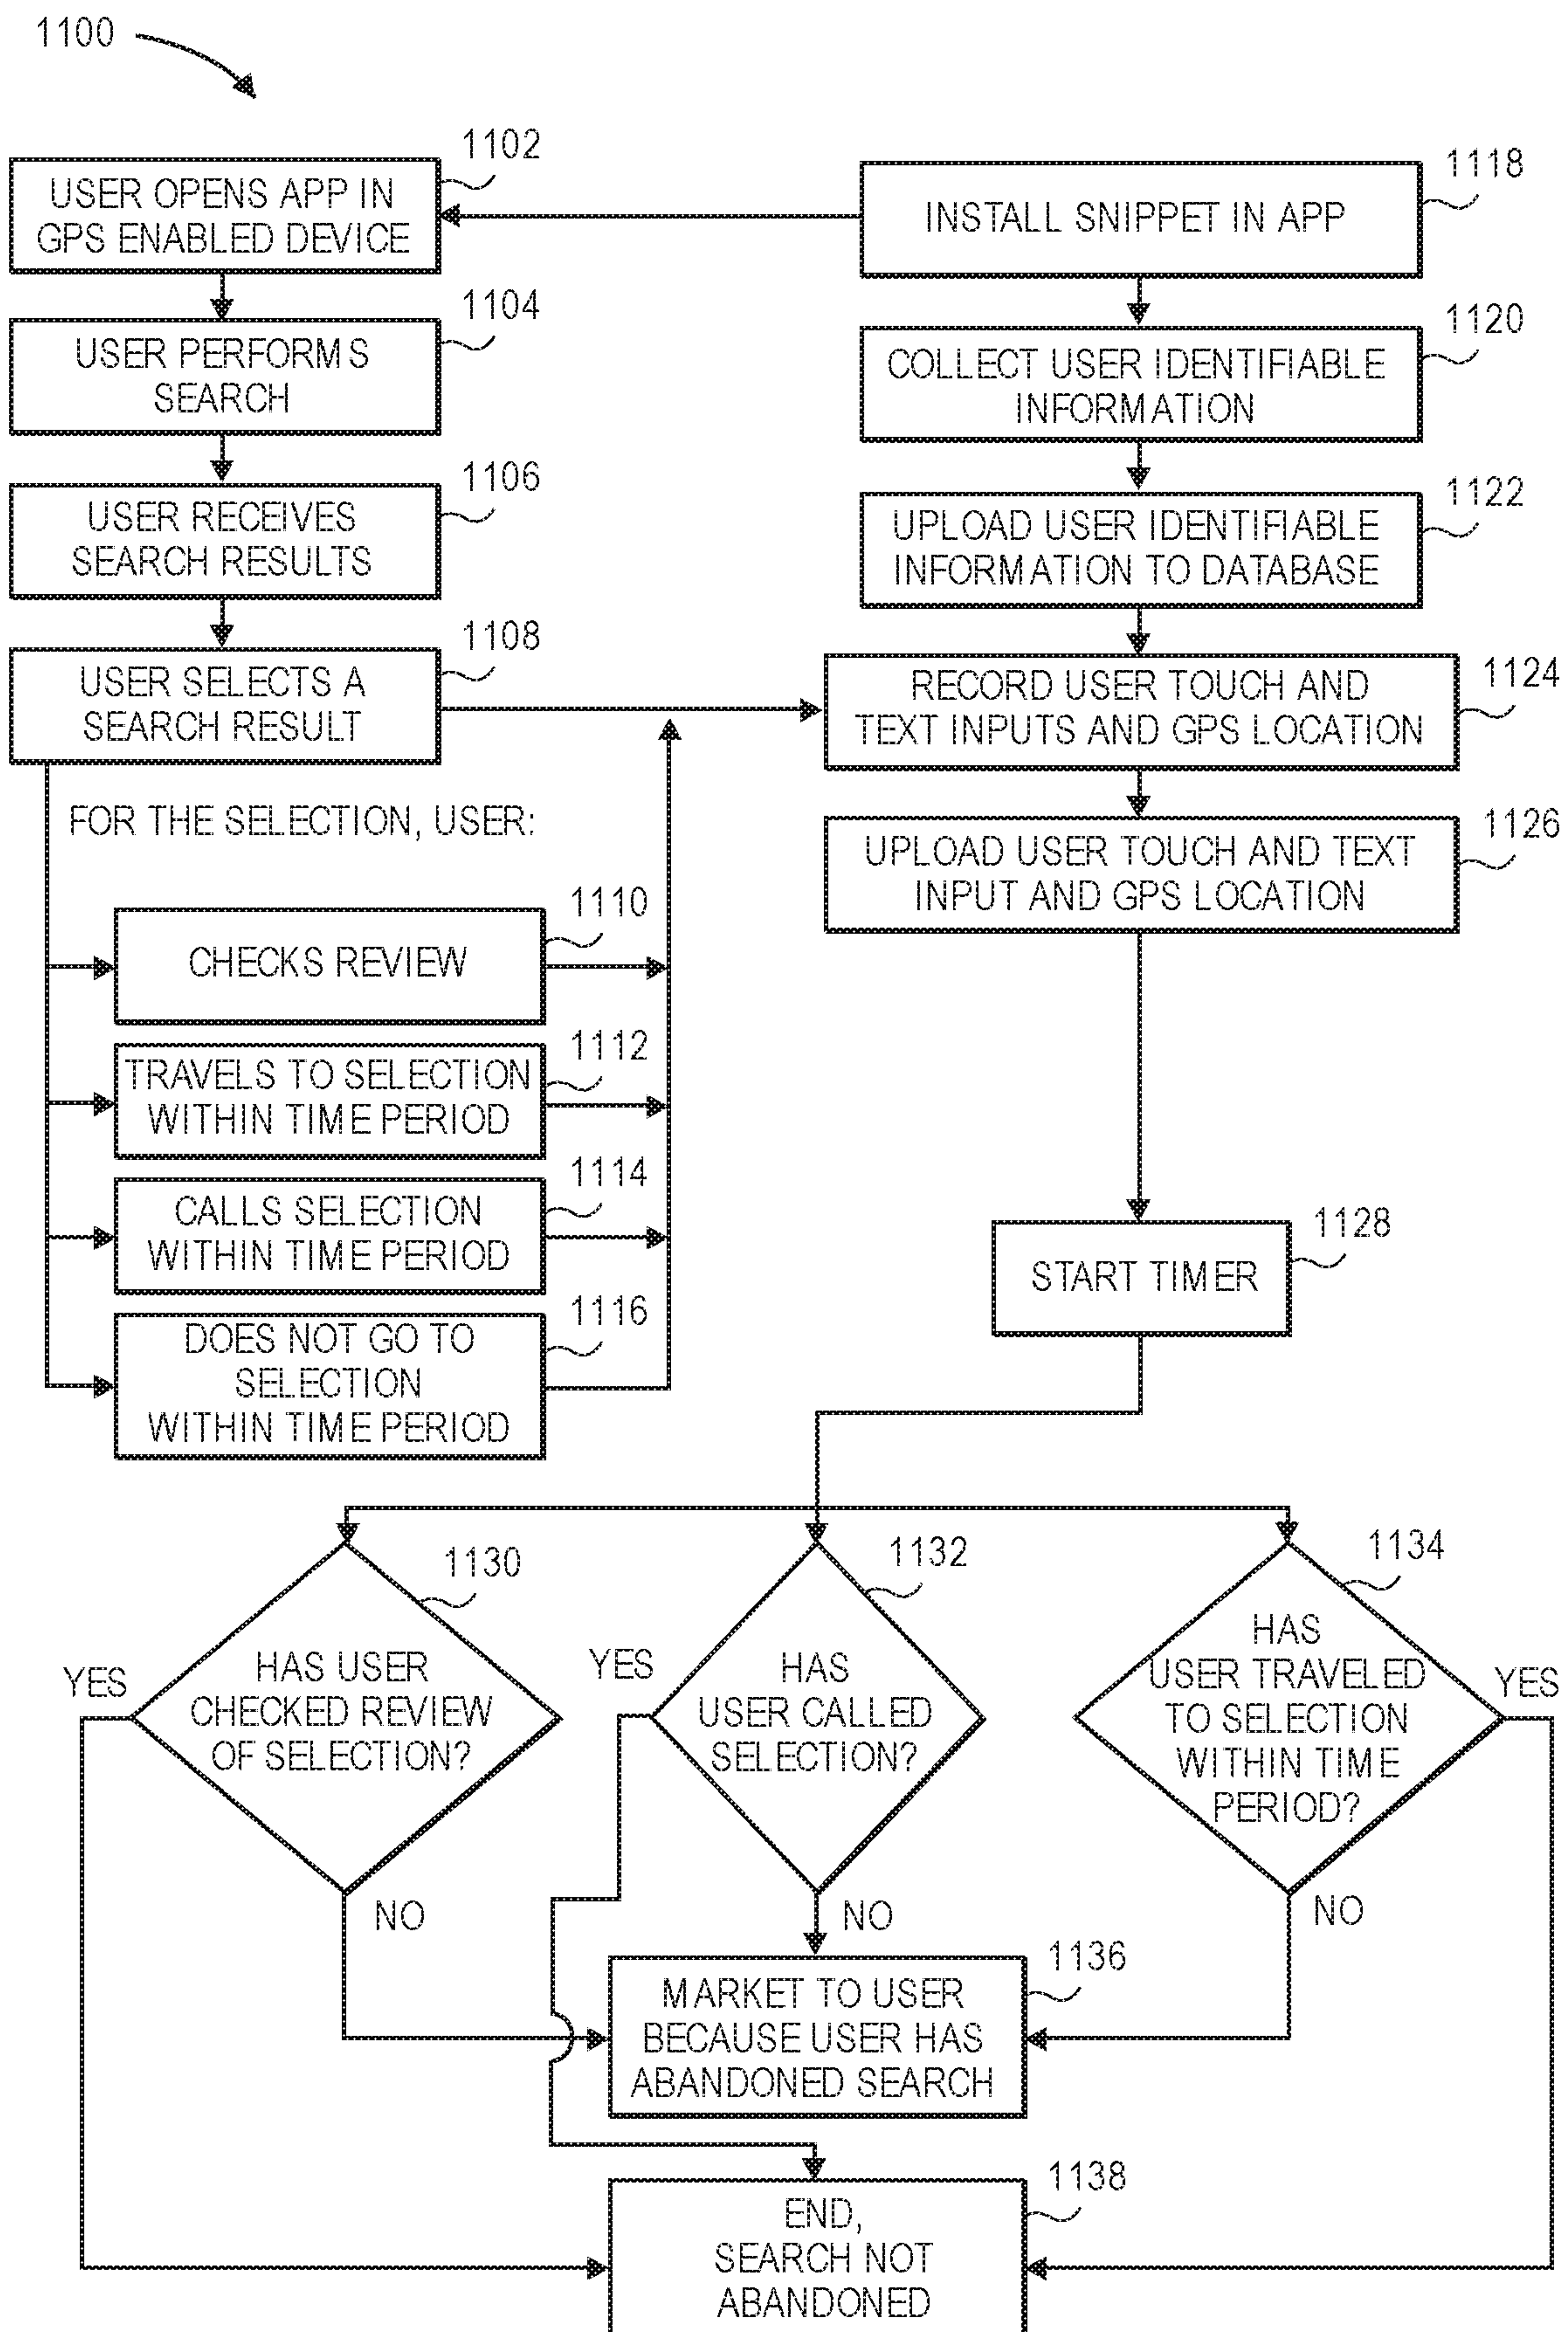 1100
1102
USER OPENS APP IN
GPS ENABLED DEVICE
1118
INSTALL SNIPPET IN APP
1104
USER PERFORMS
SEARCH
1120
COLLECT USER IDENTIFIABLE
INFORMATION
1106
USER RECEIVES
SEARCH RESULTS
1122
UPLOAD USER IDENTIFIABLE
INFORMATION TO DATABASE
1108
USER SELECTS A
SEARCH RESULT
1124
RECORD USER TOUCH AND
TEXT INPUTS AND GPS LOCATION
FOR THE SELECTION, USER:
1126
UPLOAD USER TOUCH AND TEXT
INPUT AND GPS LOCATION
1110
CHECKS REVIEW
1112
TRAVELS TO SELECTION
WITHIN TIME PERIOD
1114
CALLS SELECTION
WITHIN TIME PERIOD
1116
DOES NOT GO TO
SELECTION
WITHIN TIME PERIOD
1128
START TIMER
1130
HAS USER
CHECKED REVIEW
OF SELECTION?
YES
NO
1132
HAS
USER CALLED
SELECTION?
YES
NO
1134
HAS
USER TRAVELED
TO SELECTION
WITHIN TIME
PERIOD?
YES
NO
1136
MARKET TO USER
BECAUSE USER HAS
ABANDONED SEARCH
1138
END,
SEARCH NOT
ABANDONED